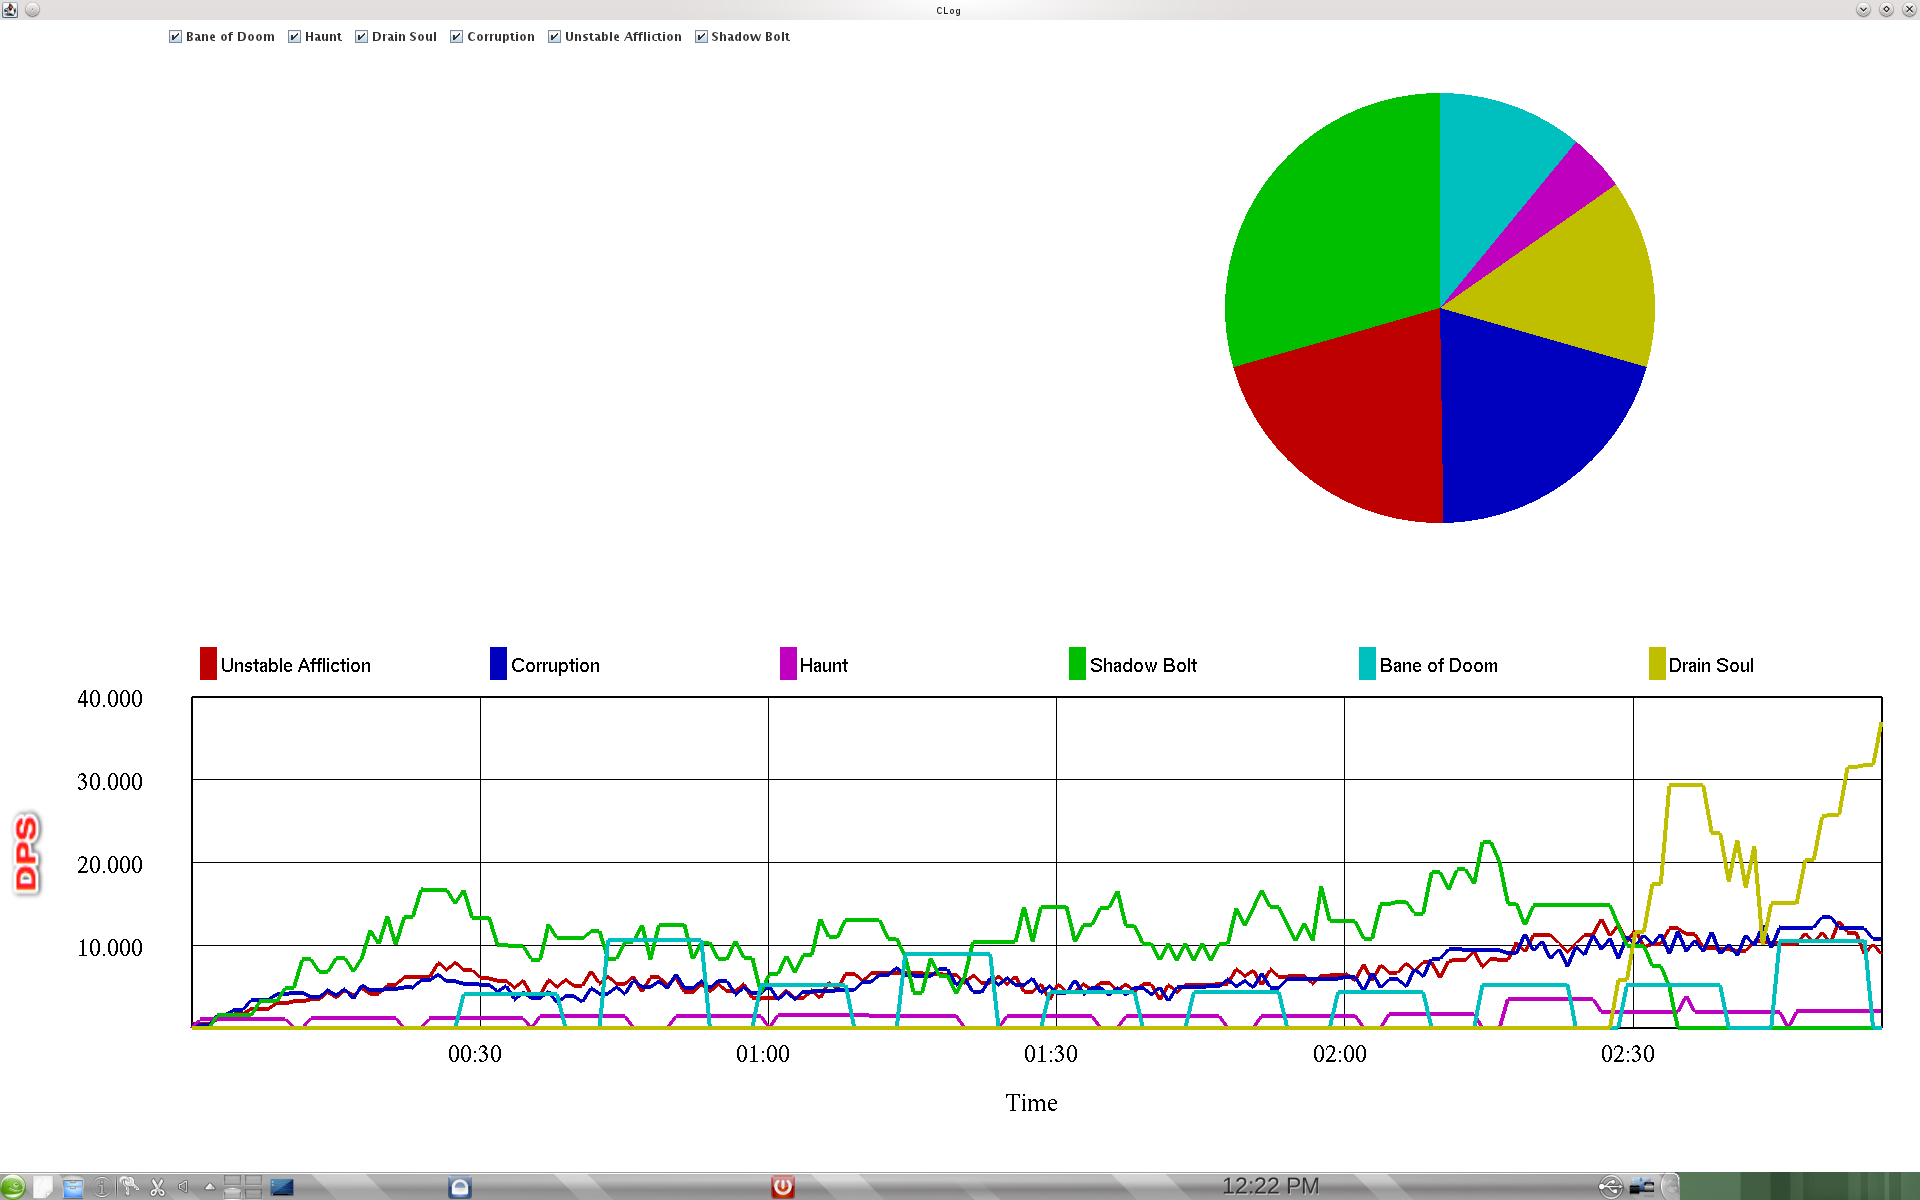 CLog
Bane of Doom Haunt Drain Soul Corruption Unstable Affliction Shadow Bolt
Unstable Affliction Corruption Haunt Shadow Bolt Bane of Doom Drain Soul
40.000
30.000
20.000
10.000
DPS
00:30 01:00 01:30 02:00 02:30
Time
12:22 PM